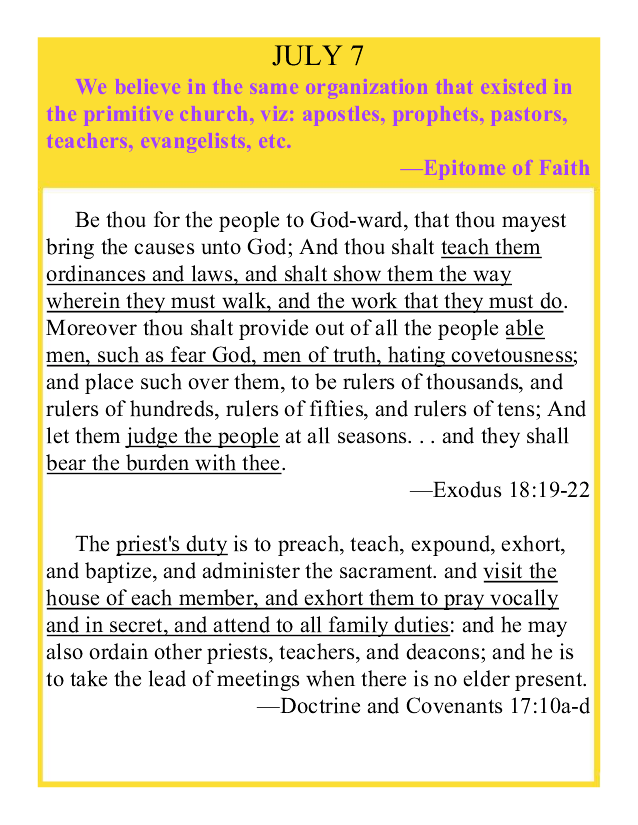 JULY 7
We believe in the same organization that existed in
the primitive church, viz: apostles, prophets, pastors,
teachers, evangelists, etc.
—Epitome of Faith
Be thou for the people to God-ward, that thou mayest
bring the causes unto God; And thou shalt teach them
ordinances and laws, and shalt show them the way
wherein they must walk, and the work that they must do.
Moreover thou shalt provide out of all the people able
men, such as fear God, men of truth, hating covetousness;
and place such over them, to be rulers of thousands, and
rulers of hundreds, rulers of fifties, and rulers of tens; And
let them judge the people at all seasons. . . and they shall
bear the burden with thee.
—Exodus 18:19-22
The priest's duty is to preach, teach, expound, exhort,
and baptize, and administer the sacrament. and visit the
house of each member, and exhort them to pray vocally
and in secret, and attend to all family duties: and he may
also ordain other priests, teachers, and deacons; and he is
to take the lead of meetings when there is no elder present.
—Doctrine and Covenants 17:10a-d